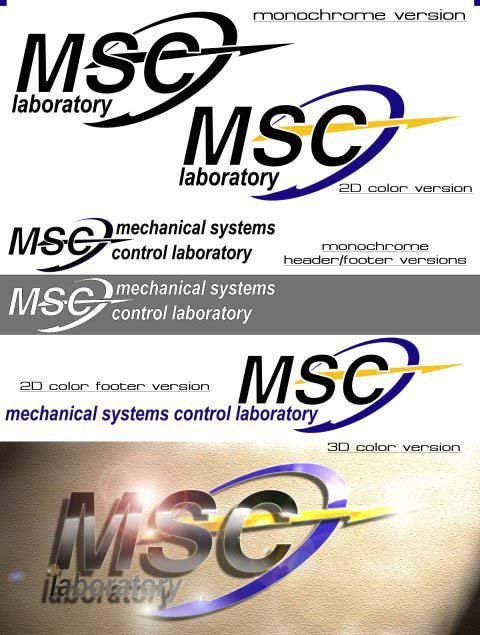 monochrome version
MSC
laboratory
MSC
laboratory
2D color version
MSC
mechanical systems
control laboratory
monochrome
header/footer versions
MSC
mechanical systems
control laboratory
MSC
2D color footer version
mechanical systems control laboratory
3D color version
MSC
laboratory